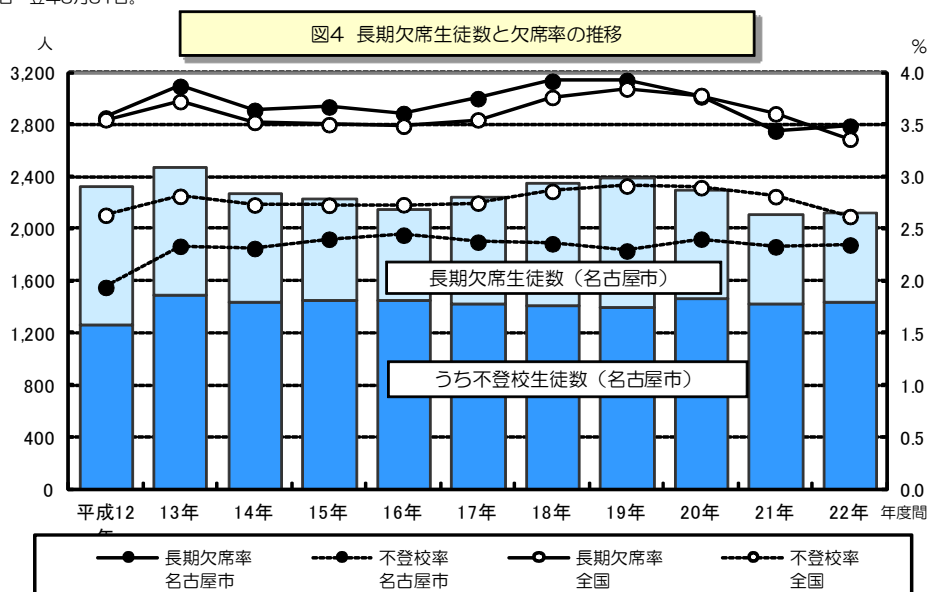 図4 長期欠席生徒数と欠席率の推移
人
%
3,200
2,800
2,400
2,000
1,600
1,200
800
400
0
4.0
3.5
3.0
2.5
2.0
1.5
1.0
0.5
0.0
長期欠席生徒数（名古屋市）
うち不登校生徒数（名古屋市）
平成12 13年 14年 15年 16年 17年 18年 19年 20年 21年 22年 年度間
長期欠席率 不登校率 長期欠席率 不登校率
名古屋市 名古屋市 全国 全国